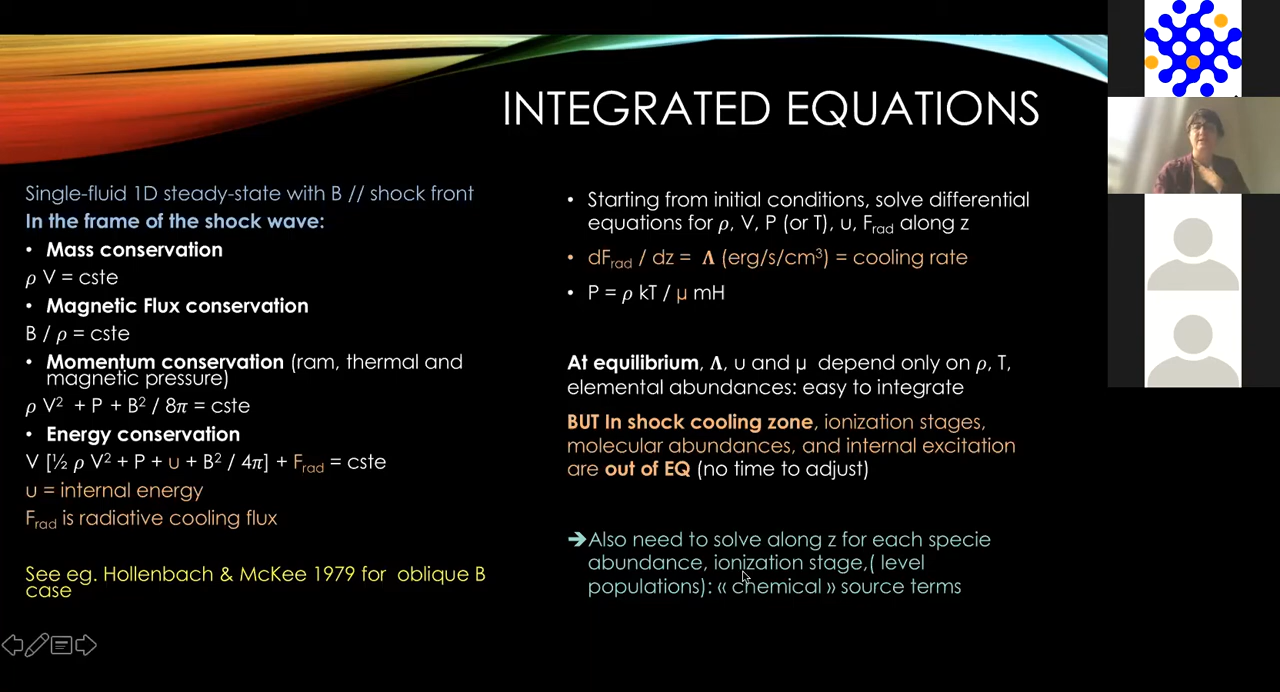 INTEGRATED EQUATIONS
Single-fluid 1D steady-state with B // shock front
In the frame of the shock wave:
• Mass conservation
ρ V = cste
• Magnetic Flux conservation
B / ρ = cste
• Momentum conservation (ram, thermal and
magnetic pressure)
ρ V² + P + B² / 8π = cste
• Energy conservation
V [½ ρ V² + P + u + B² / 4π] + Frad = cste
u = internal energy
Frad is radiative cooling flux
See eg. Hollenbach & McKee 1979 for oblique B
case
• Starting from initial conditions, solve differential
equations for ρ, V, P (or T), u, Frad along z
• dFrad / dz = Λ (erg/s/cm³) = cooling rate
• P = ρ kT / µ mH
At equilibrium, Λ, u and µ depend only on ρ, T,
elemental abundances: easy to integrate
BUT In shock cooling zone, ionization stages,
molecular abundances, and internal excitation
are out of EQ (no time to adjust)
➔Also need to solve along z for each specie
abundance, ionization stage,( level
populations): « chemical » source terms